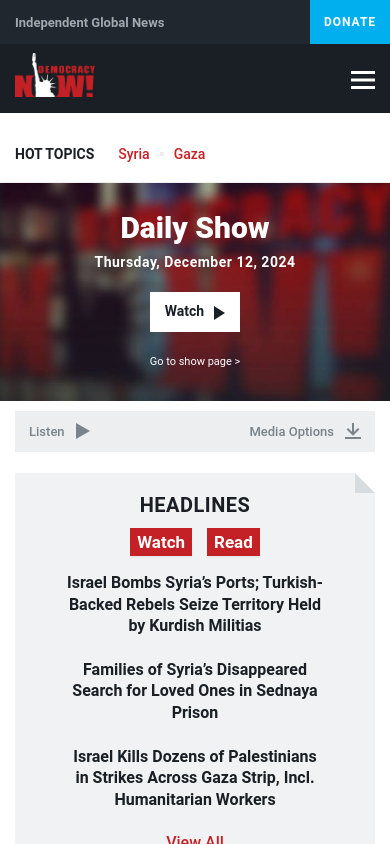 Independent Global News
DONATE
DEMOCRACY
NOW!
HOT TOPICS
Syria
Gaza
Daily Show
Thursday, December 12, 2024
Watch
Go to show page >
Listen
Media Options
HEADLINES
Watch
Read
Israel Bombs Syria’s Ports; Turkish-
Backed Rebels Seize Territory Held
by Kurdish Militias
Families of Syria’s Disappeared
Search for Loved Ones in Sednaya
Prison
Israel Kills Dozens of Palestinians
in Strikes Across Gaza Strip, Incl.
Humanitarian Workers
View All